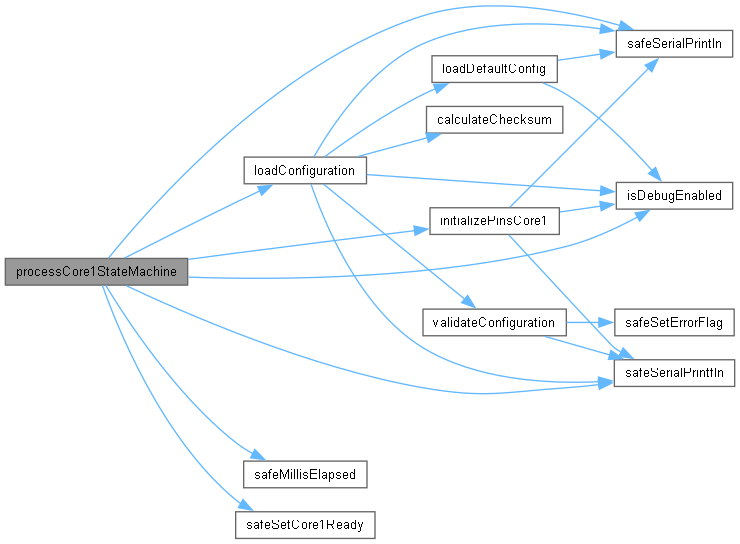 safeSerialPrintln
loadDefaultConfig
calculateChecksum
loadConfiguration
isDebugEnabled
initializePinsCore1
processCore1StateMachine
validateConfiguration
safeSetErrorFlag
safeSerialPrintfln
safeMillisElapsed
safeSetCore1Ready